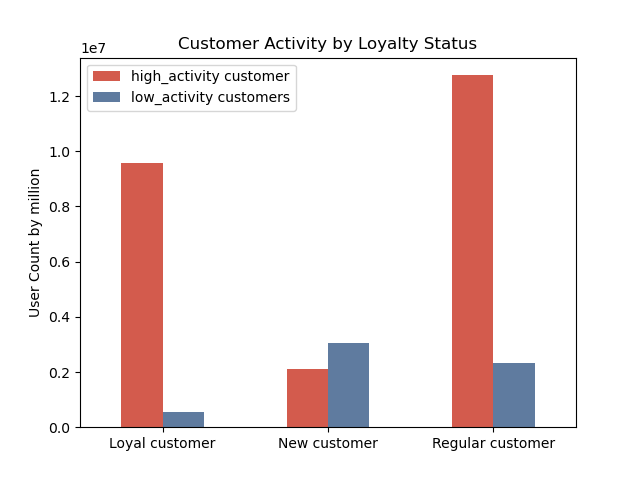 Customer Activity by Loyalty Status
1e7
high_activity customer
low_activity customers
User Count by million
1.2
1.0
0.8
0.6
0.4
0.2
0.0
Loyal customer
New customer
Regular customer